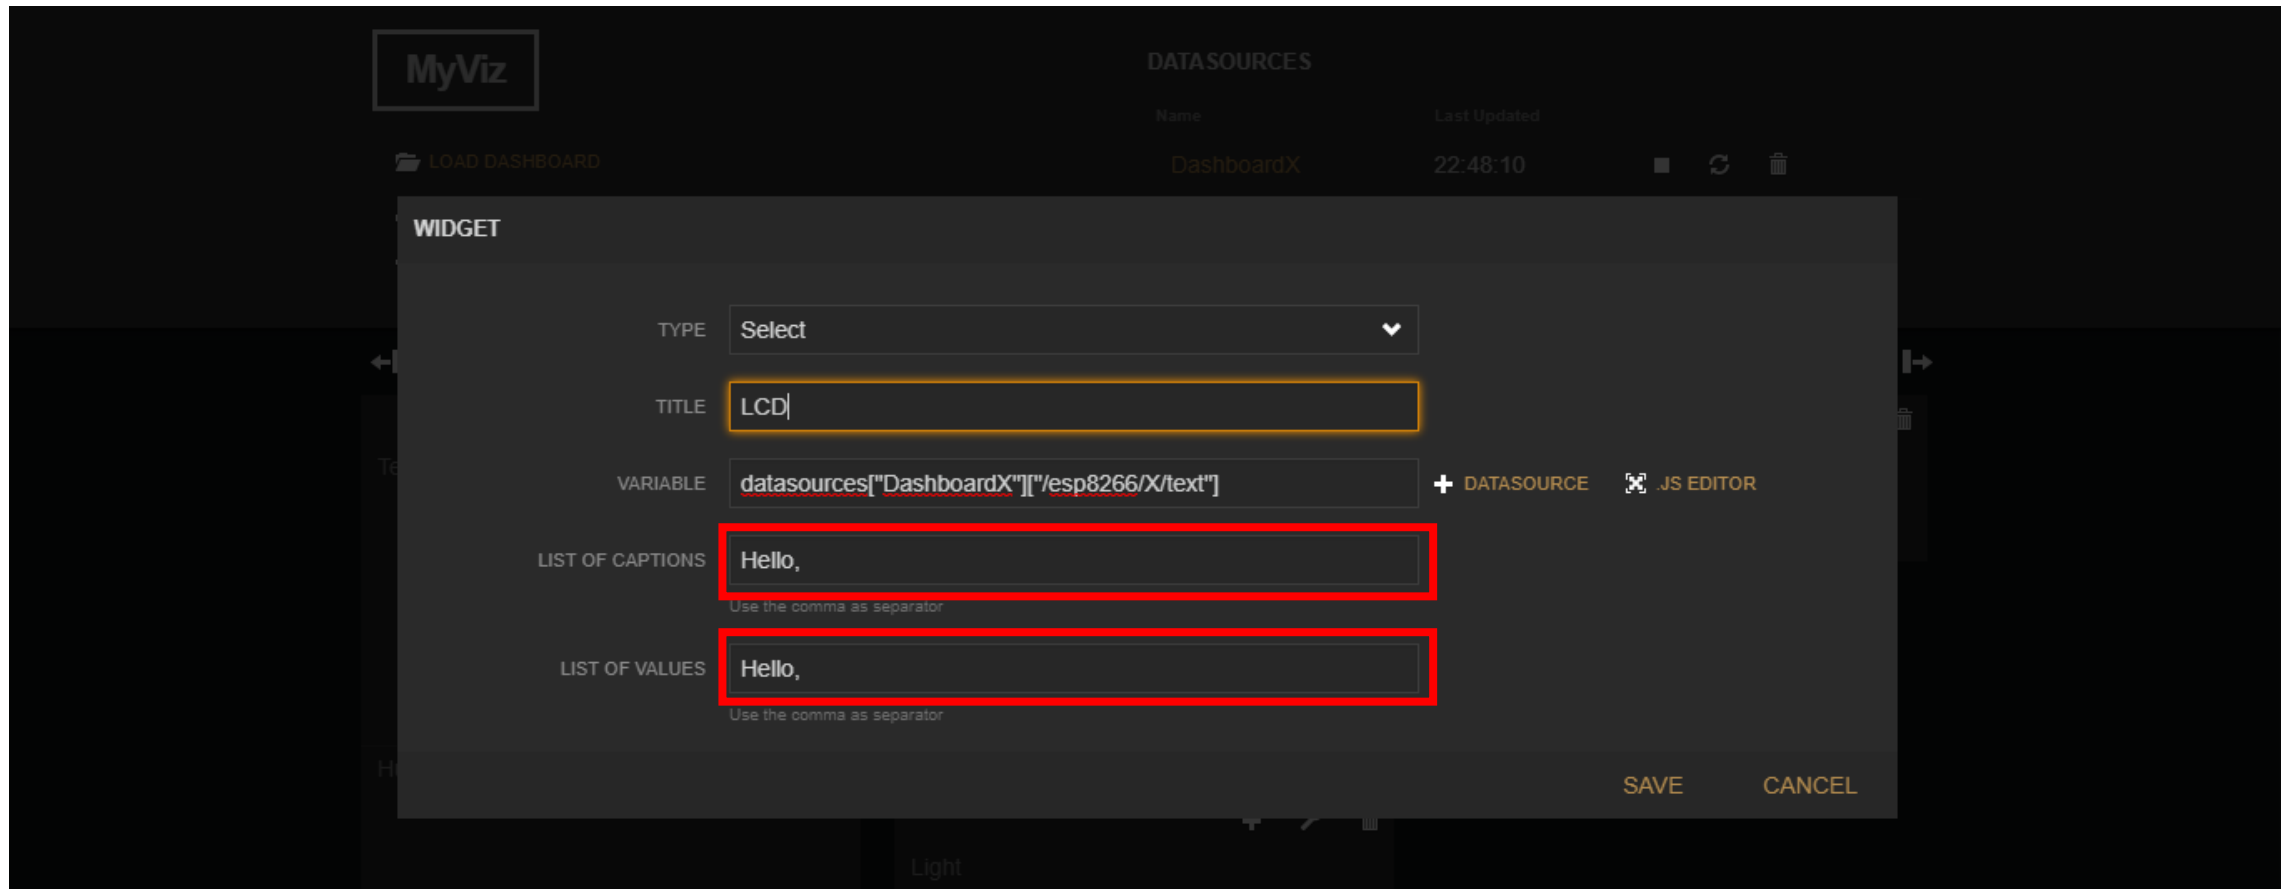 MyViz
DATASOURCES
Name Last Updated
LOAD DASHBOARD
DashboardX 22:48:10
WIDGET
TYPE Select
TITLE LCD
VARIABLE datasources["DashboardX"]["/esp8266/X/text"] DATASOURCE .JS EDITOR
LIST OF CAPTIONS Hello,
Use the comma as separator
LIST OF VALUES Hello,
Use the comma as separator
SAVE CANCEL
Light